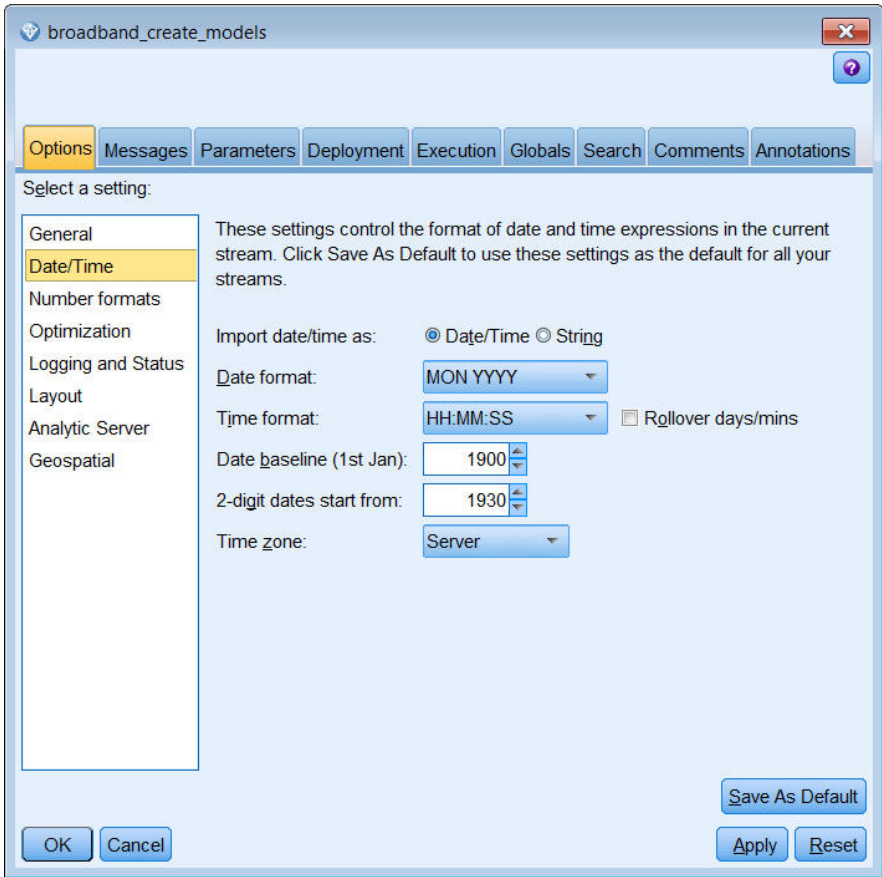 broadband_create_models
Options Messages Parameters Deployment Execution Globals Search Comments Annotations
Select a setting:
General
Date/Time
Number formats
Optimization
Logging and Status
Layout
Analytic Server
Geospatial
These settings control the format of date and time expressions in the current
stream. Click Save As Default to use these settings as the default for all your
streams.
Import date/time as: Date/Time String
Date format: MON YYYY
Time format: HH:MM:SS Rollover days/mins
Date baseline (1st Jan): 1900
2-digit dates start from: 1930
Time zone: Server
Save As Default
OK Cancel Apply Reset